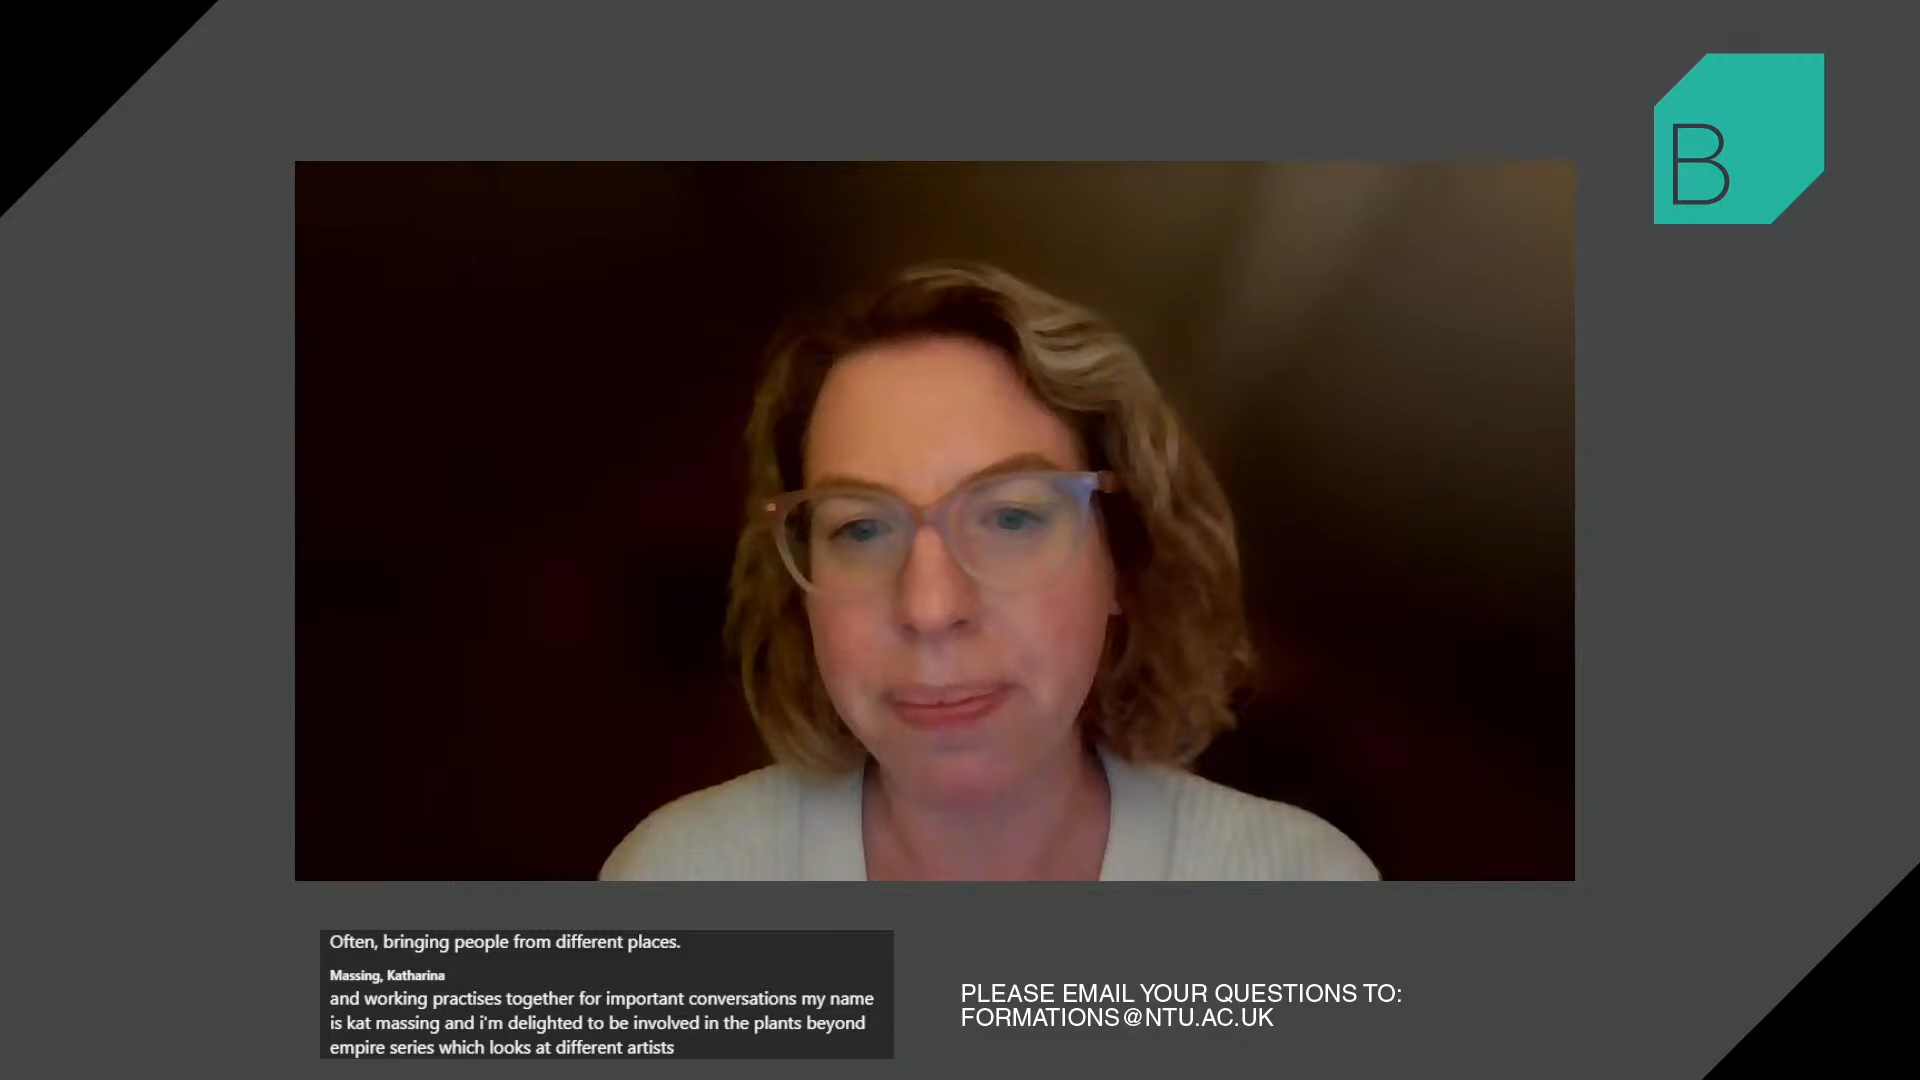 B
Often, bringing people from different places.
Massing, Katharina
and working practises together for important conversations my name
is kat massing and i'm delighted to be involved in the plants beyond
empire series which looks at different artists
PLEASE EMAIL YOUR QUESTIONS TO:
FORMATIONS@NTU.AC.UK